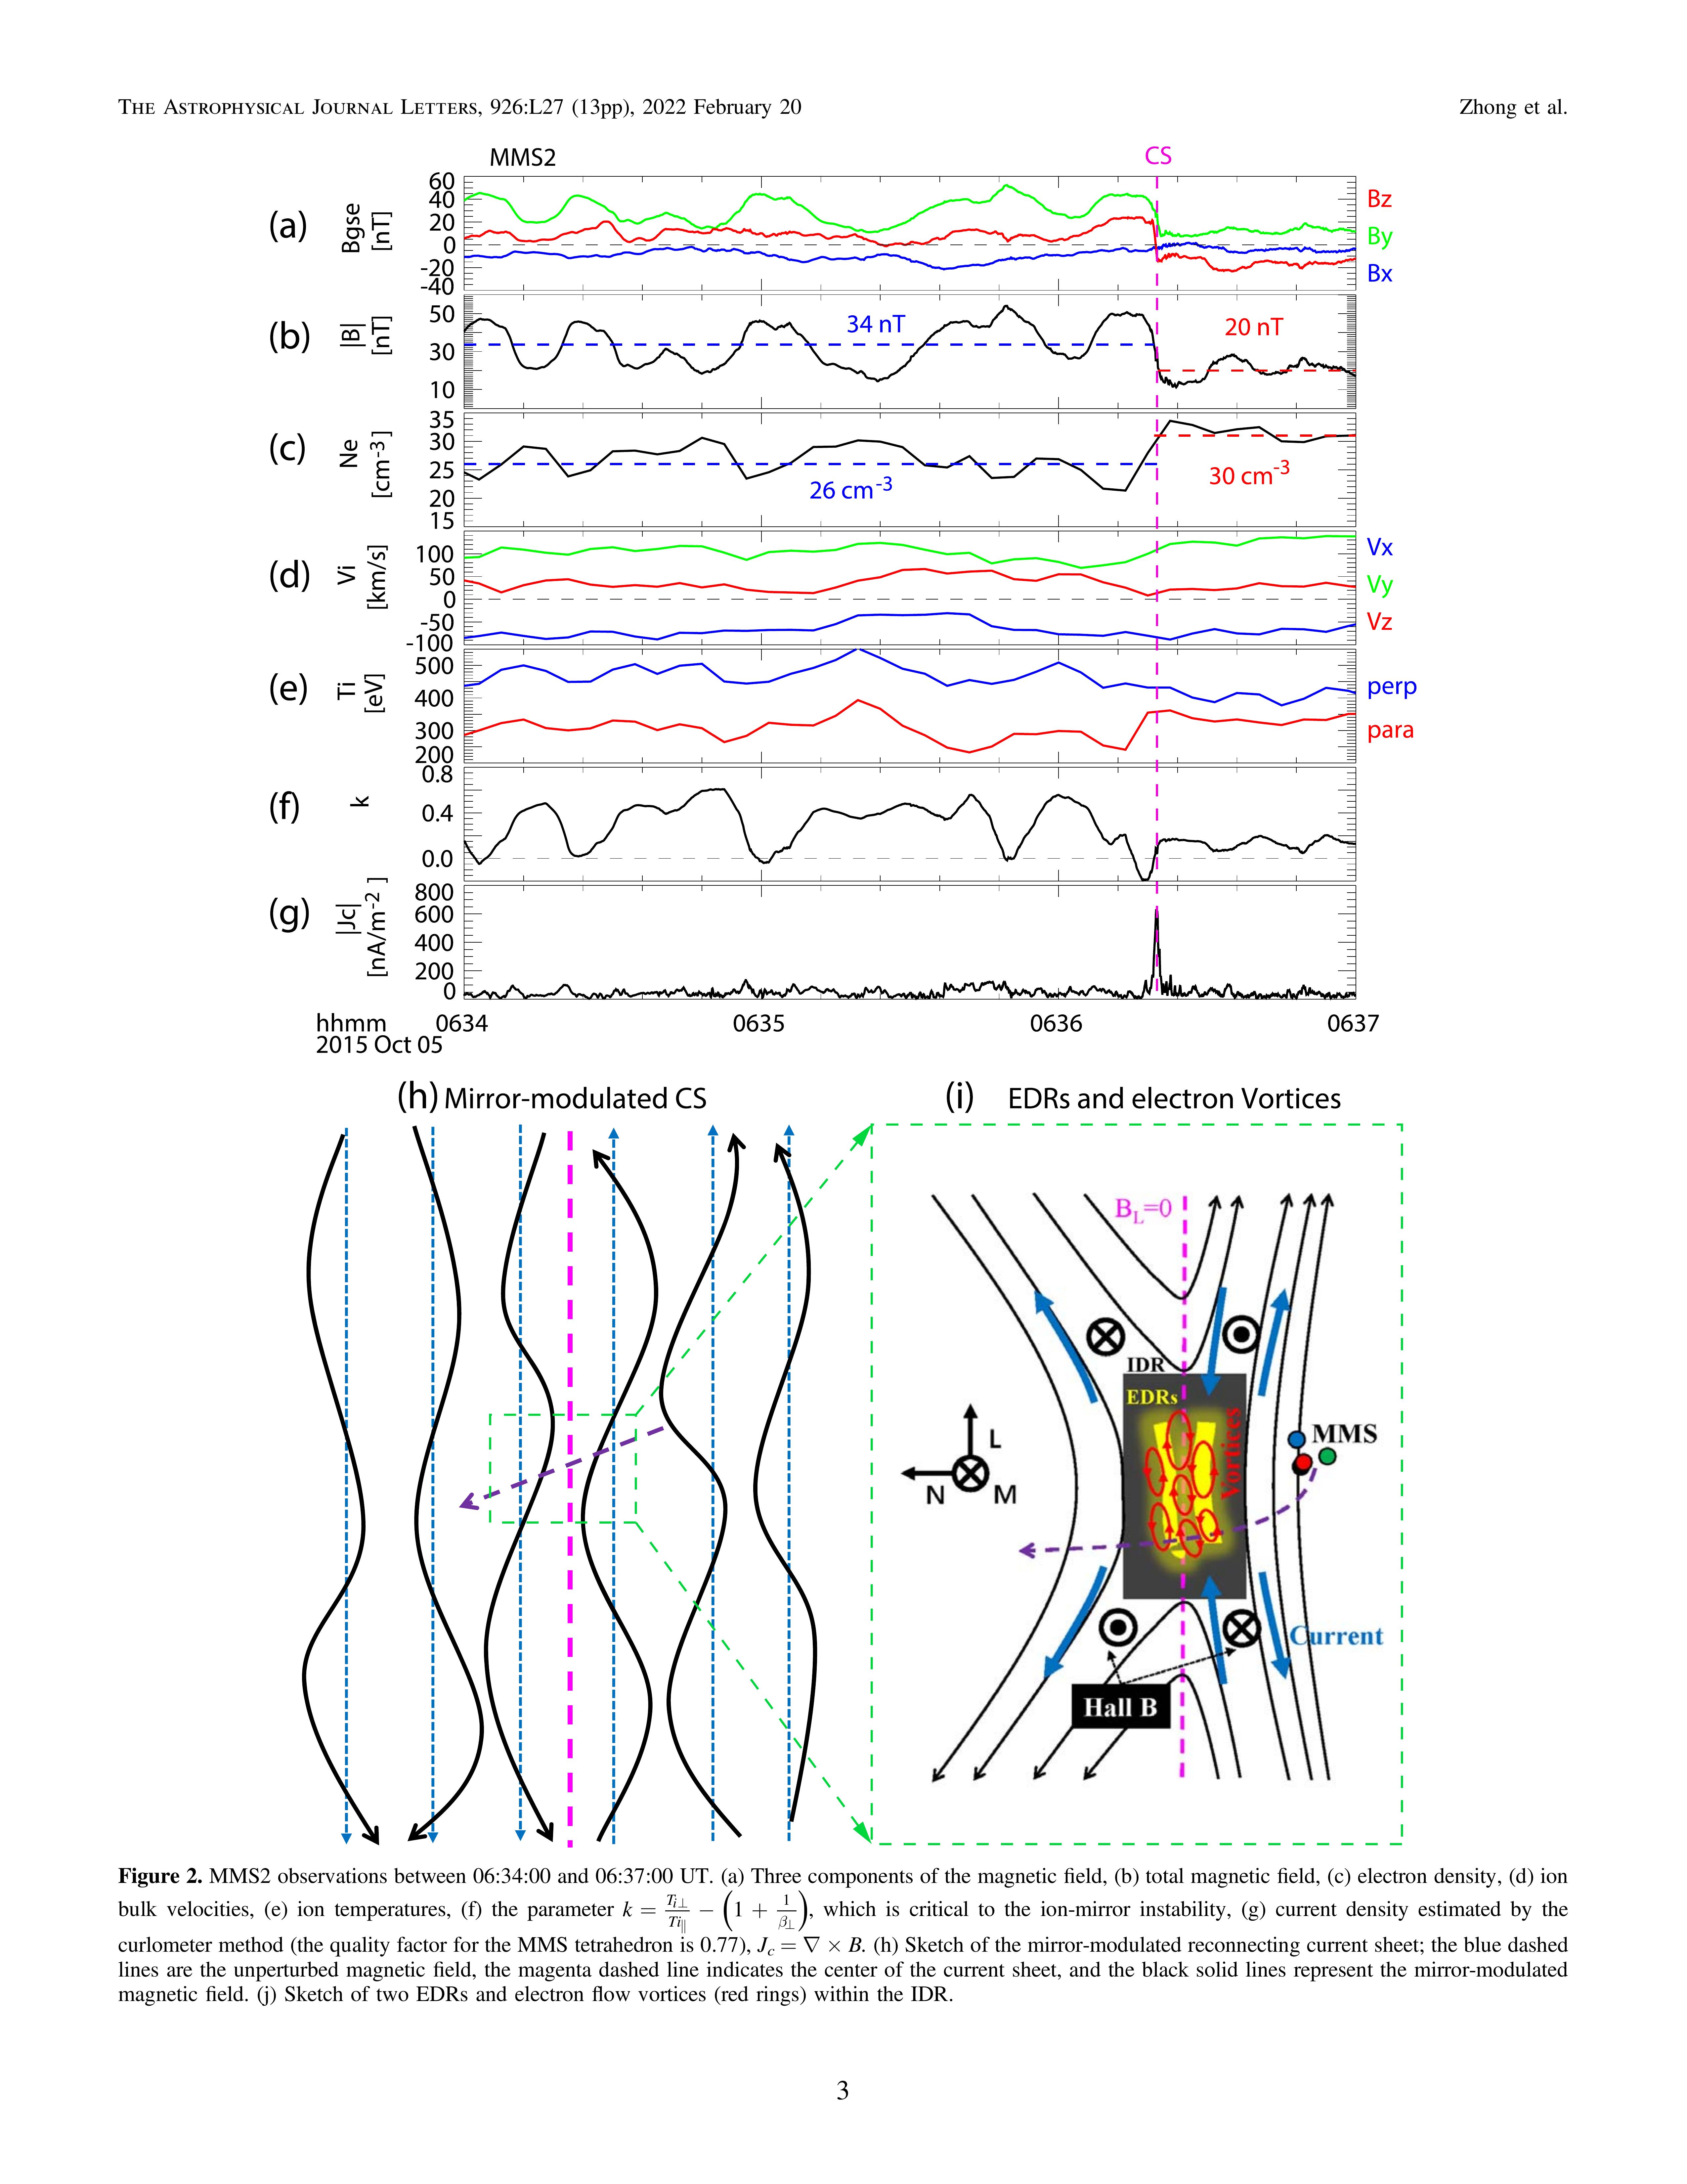 THE ASTROPHYSICAL JOURNAL LETTERS, 926:L27 (13pp), 2022 February 20
Zhong et al.
MMS2
CS
(a)
Bgse
[nT]
60
40
20
0
-20
-40
Bz
By
Bx
(b)
|B|
[nT]
50
30
10
34 nT
20 nT
(c)
Ne
[cm-3]
35
30
25
20
15
26 cm-3
30 cm-3
(d)
Vi
[km/s]
100
50
0
-50
-100
Vx
Vy
Vz
(e)
Ti
[eV]
500
400
300
200
perp
para
(f)
k
0.8
0.4
0.0
(g)
|Jc|
[nA/m-2 ]
800
600
400
200
0
hhmm
0634
0635
0636
0637
2015 Oct 05
(h) Mirror-modulated CS
(i) EDRs and electron Vortices
BL=0
IDR
EDRs
Vortices
MMS
L
N
M
Current
Hall B
Figure 2. MMS2 observations between 06:34:00 and 06:37:00 UT. (a) Three components of the magnetic field, (b) total magnetic field, (c) electron density, (d) ion
bulk velocities, (e) ion temperatures, (f) the parameter k = Ti⊥/Ti∥ − (1 + 1/β⊥), which is critical to the ion-mirror instability, (g) current density estimated by the
curlometer method (the quality factor for the MMS tetrahedron is 0.77), Jc = ∇ × B. (h) Sketch of the mirror-modulated reconnecting current sheet; the blue dashed
lines are the unperturbed magnetic field, the magenta dashed line indicates the center of the current sheet, and the black solid lines represent the mirror-modulated
magnetic field. (j) Sketch of two EDRs and electron flow vortices (red rings) within the IDR.
3